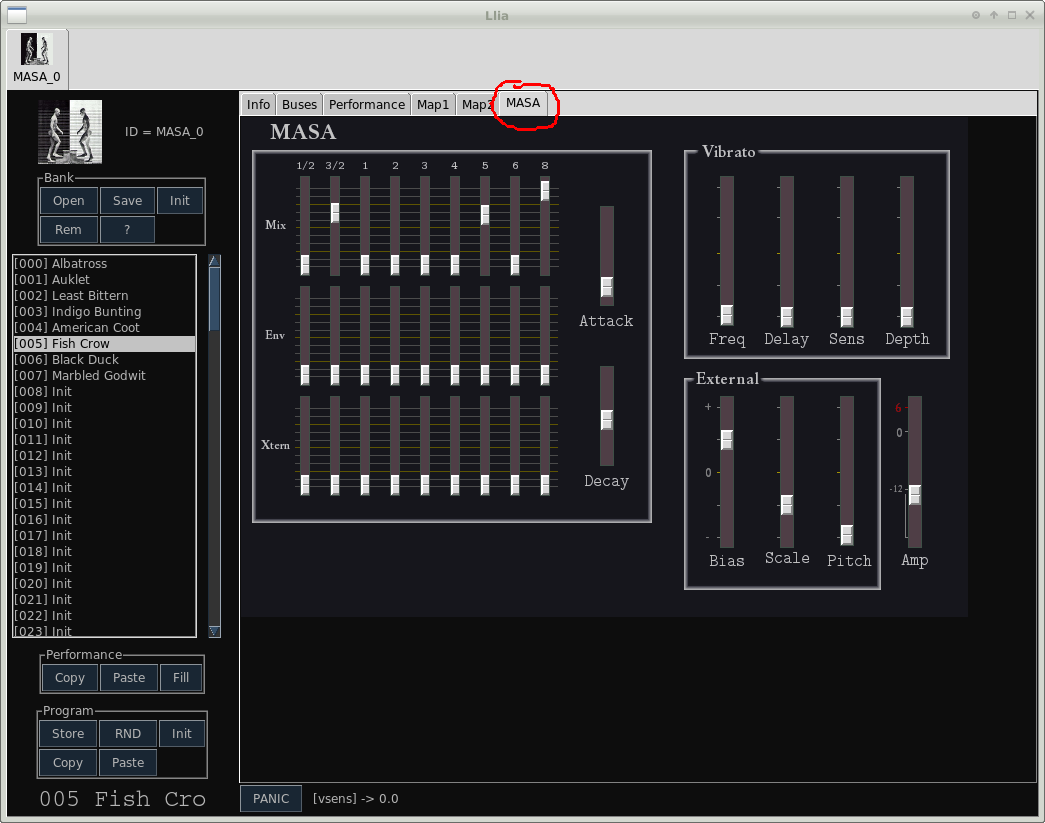 Llia
MASA_0
ID = MASA_0
Bank
Open Save Init
Rem ?
[000] Albatross
[001] Auklet
[002] Least Bittern
[003] Indigo Bunting
[004] American Coot
[005] Fish Crow
[006] Black Duck
[007] Marbled Godwit
[008] Init
[009] Init
[010] Init
[011] Init
[012] Init
[013] Init
[014] Init
[015] Init
[016] Init
[017] Init
[018] Init
[019] Init
[020] Init
[021] Init
[022] Init
[023] Init
Performance
Copy Paste Fill
Program
Store RND Init
Copy Paste
005 Fish Cro
Info Buses Performance Map1 Map2 MASA
MASA
1/2 3/2 1 2 3 4 5 6 8
Mix
Env
Xtern
Attack
Decay
Vibrato
Freq Delay Sens Depth
External
+
0
-
Bias Scale Pitch
6
0
-12
Amp
PANIC [vsens] -> 0.0